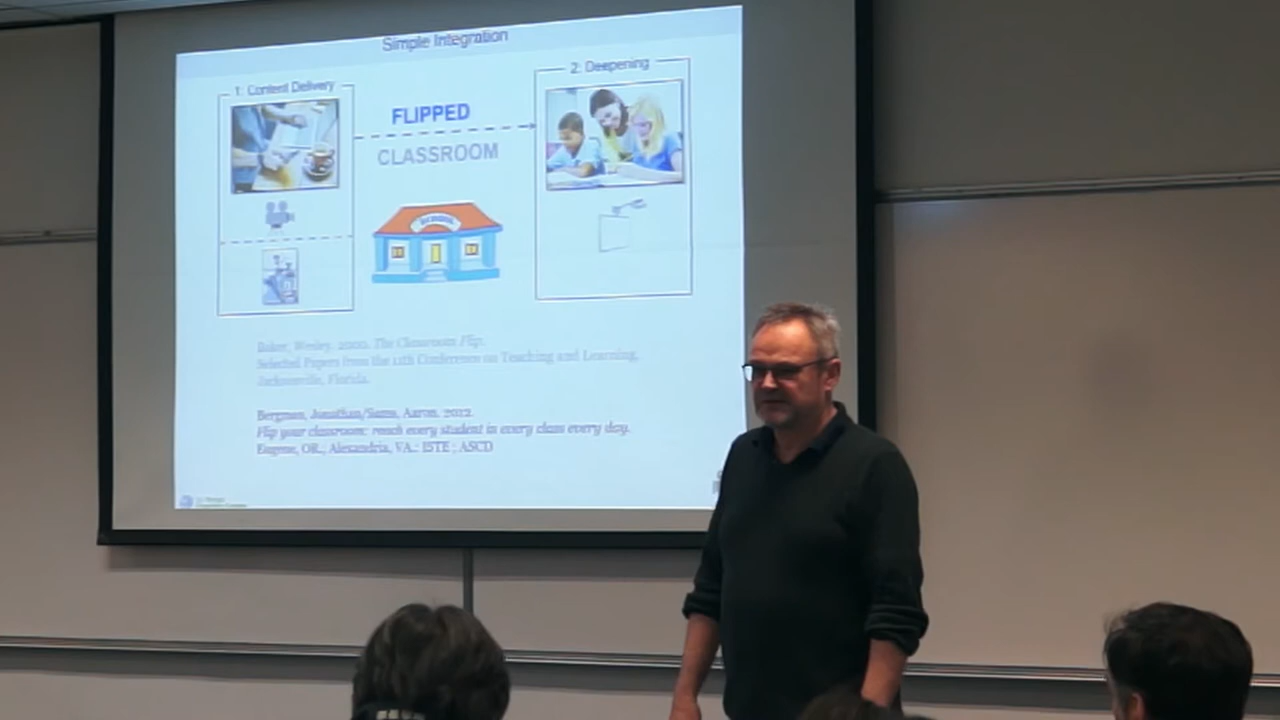 Simple Integration
1: Content Delivery
2: Deepening
FLIPPED
CLASSROOM
SCHOOL
Baker, Wesley. 2000. The Classroom Flip.
Selected Papers from the 11th Conference on Teaching and Learning,
Jacksonville, Florida.
Bergman, Jonathan/Sams, Aaron. 2012.
Flip your classroom: reach every student in every class every day.
Eugene, OR., Alexandria, VA.: ISTE ; ASCD